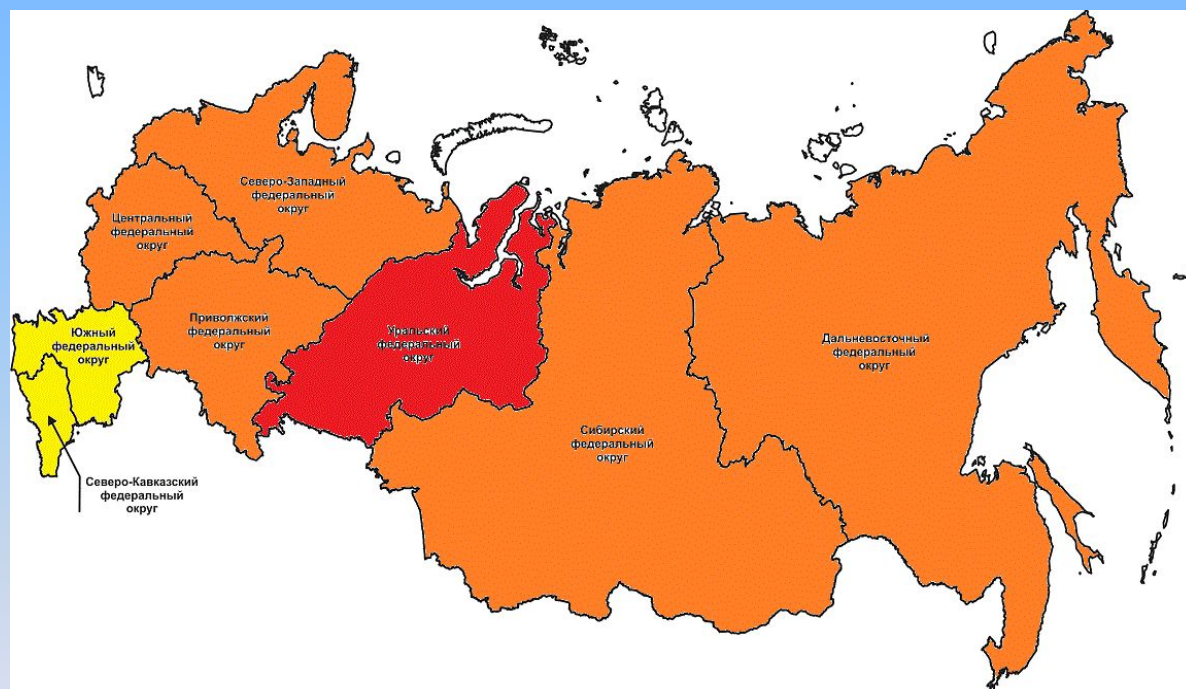 Северо-Западный
федеральный
округ
Центральный
федеральный
округ
Приволжский
федеральный
округ
Южный
федеральный
округ
Уральский
федеральный
округ
Дальневосточный
федеральный
округ
Сибирский
федеральный
округ
Северо-Кавказский
федеральный
округ